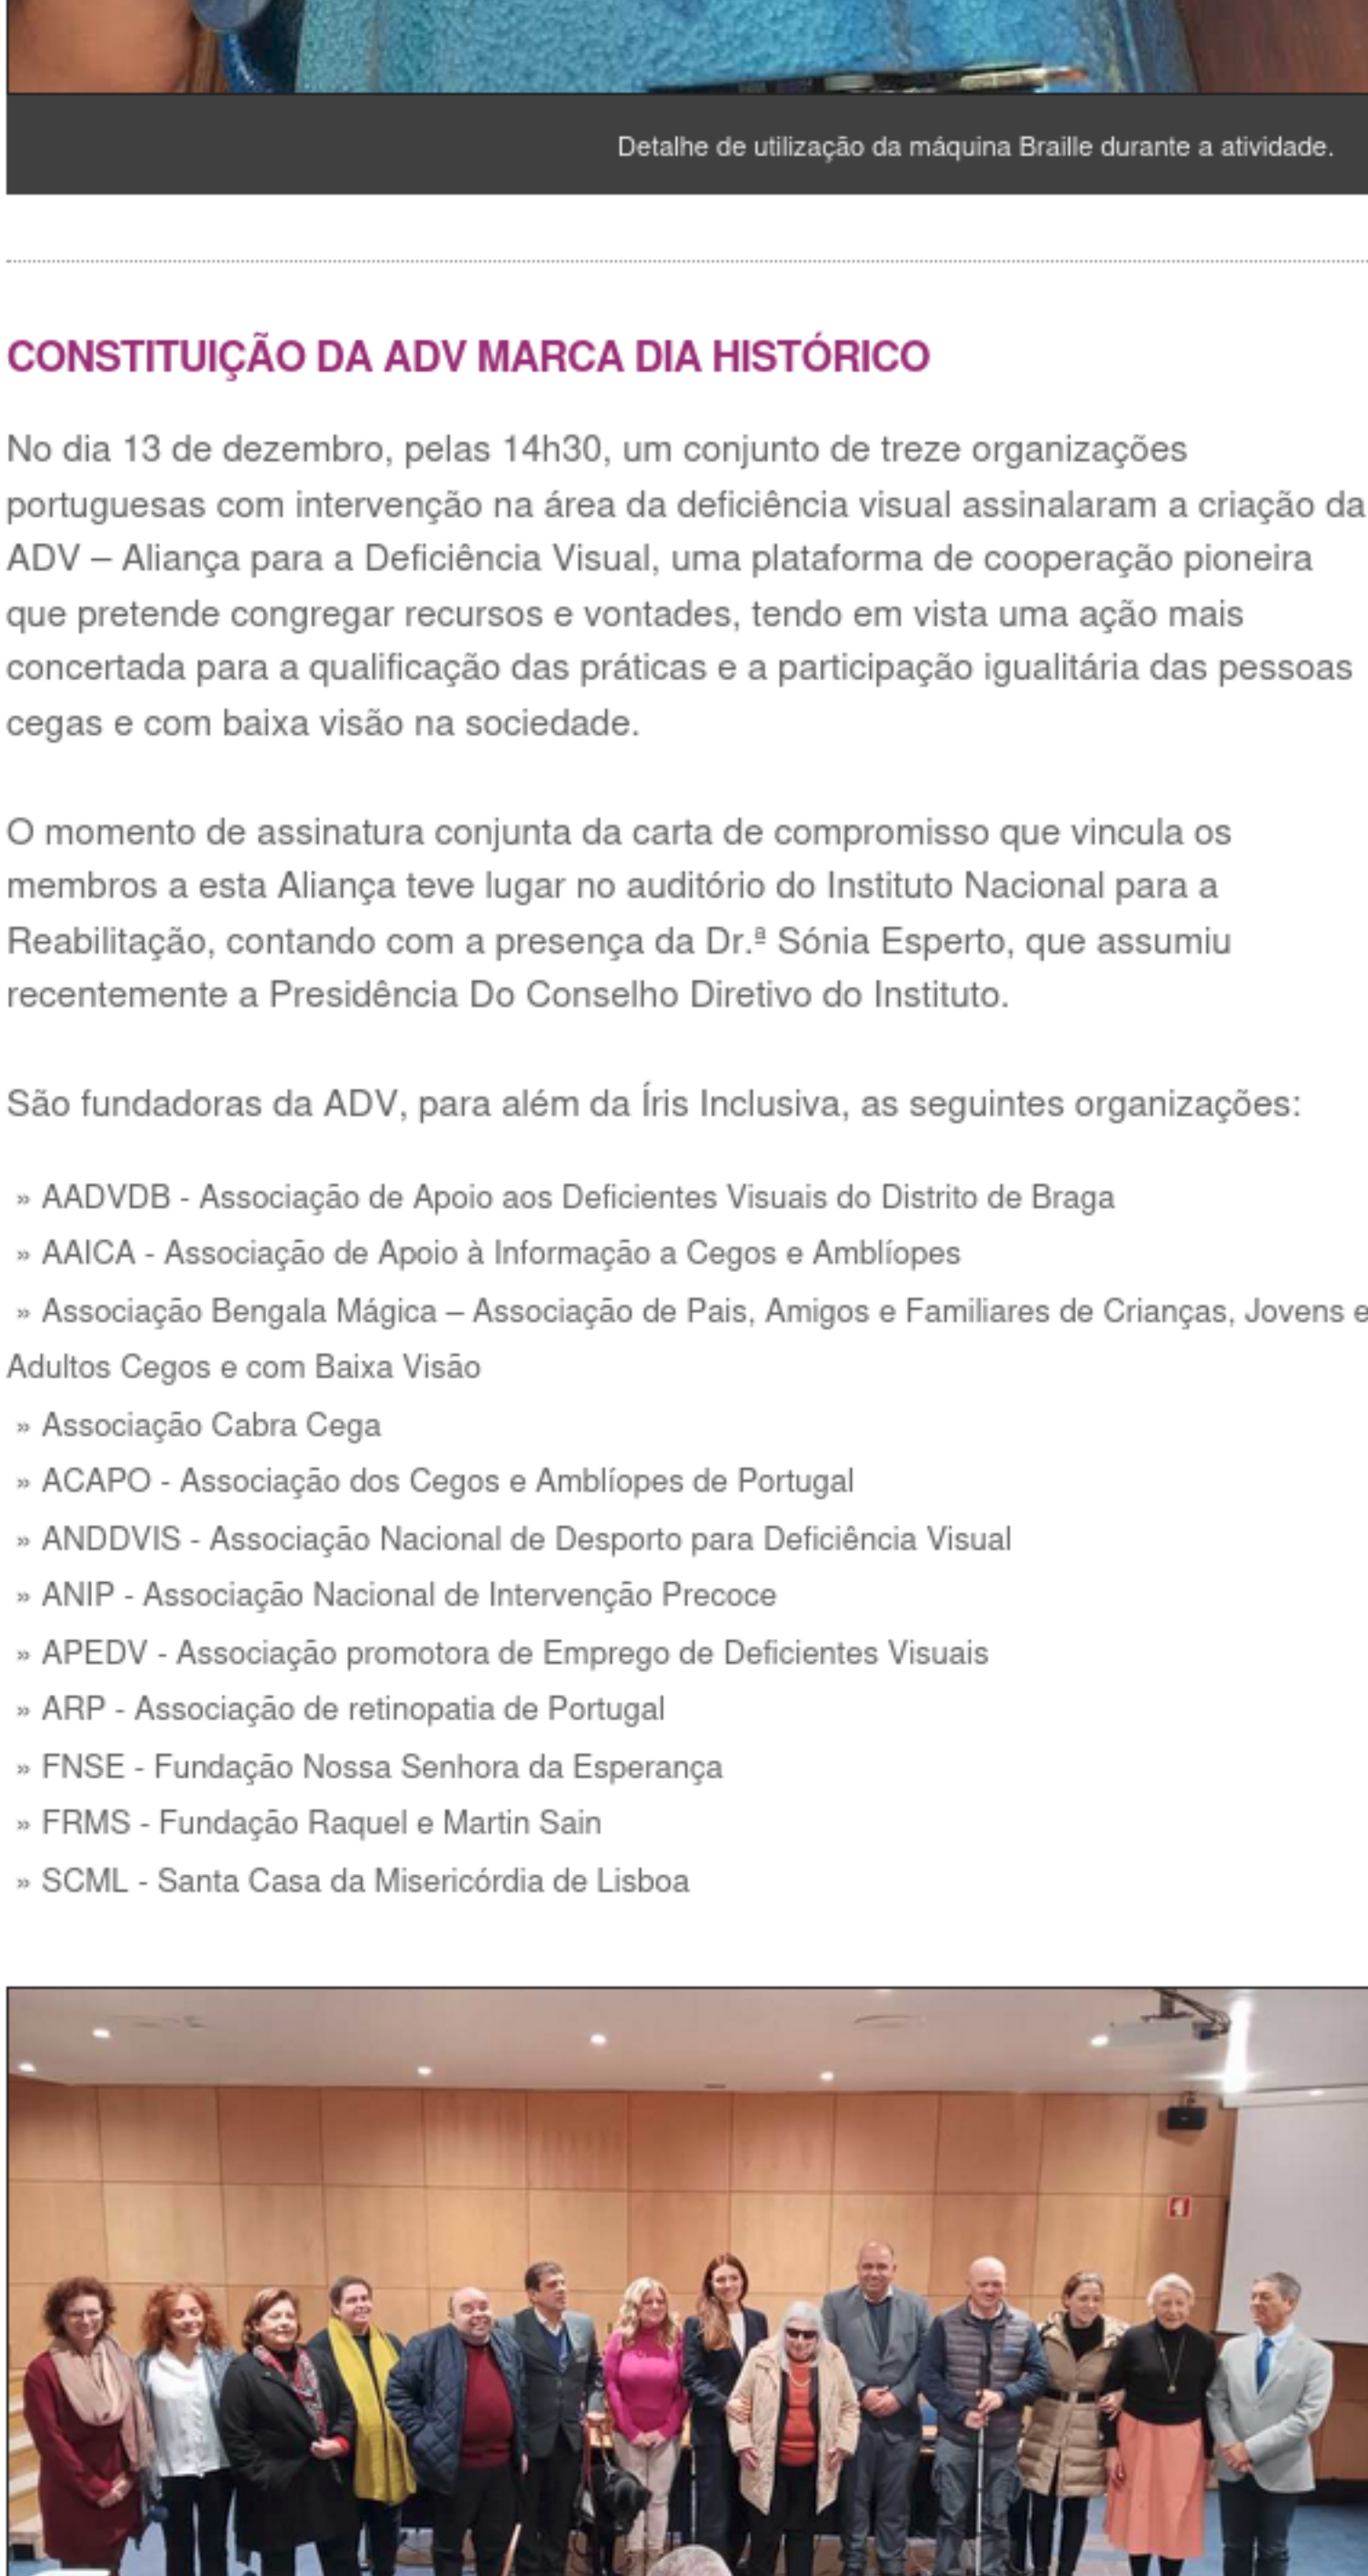 Detalhe de utilização da máquina Braille durante a atividade.
CONSTITUIÇÃO DA ADV MARCA DIA HISTÓRICO
No dia 13 de dezembro, pelas 14h30, um conjunto de treze organizações
portuguesas com intervenção na área da deficiência visual assinalaram a criação da
ADV – Aliança para a Deficiência Visual, uma plataforma de cooperação pioneira
que pretende congregar recursos e vontades, tendo em vista uma ação mais
concertada para a qualificação das práticas e a participação igualitária das pessoas
cegas e com baixa visão na sociedade.
O momento de assinatura conjunta da carta de compromisso que vincula os
membros a esta Aliança teve lugar no auditório do Instituto Nacional para a
Reabilitação, contando com a presença da Dr.ª Sónia Esperto, que assumiu
recentemente a Presidência Do Conselho Diretivo do Instituto.
São fundadoras da ADV, para além da Íris Inclusiva, as seguintes organizações:
» AADVDB - Associação de Apoio aos Deficientes Visuais do Distrito de Braga
» AAICA - Associação de Apoio à Informação a Cegos e Amblíopes
» Associação Bengala Mágica – Associação de Pais, Amigos e Familiares de Crianças, Jovens e
Adultos Cegos e com Baixa Visão
» Associação Cabra Cega
» ACAPO - Associação dos Cegos e Amblíopes de Portugal
» ANDDVIS - Associação Nacional de Desporto para Deficiência Visual
» ANIP - Associação Nacional de Intervenção Precoce
» APEDV - Associação promotora de Emprego de Deficientes Visuais
» ARP - Associação de retinopatia de Portugal
» FNSE - Fundação Nossa Senhora da Esperança
» FRMS - Fundação Raquel e Martin Sain
» SCML - Santa Casa da Misericórdia de Lisboa